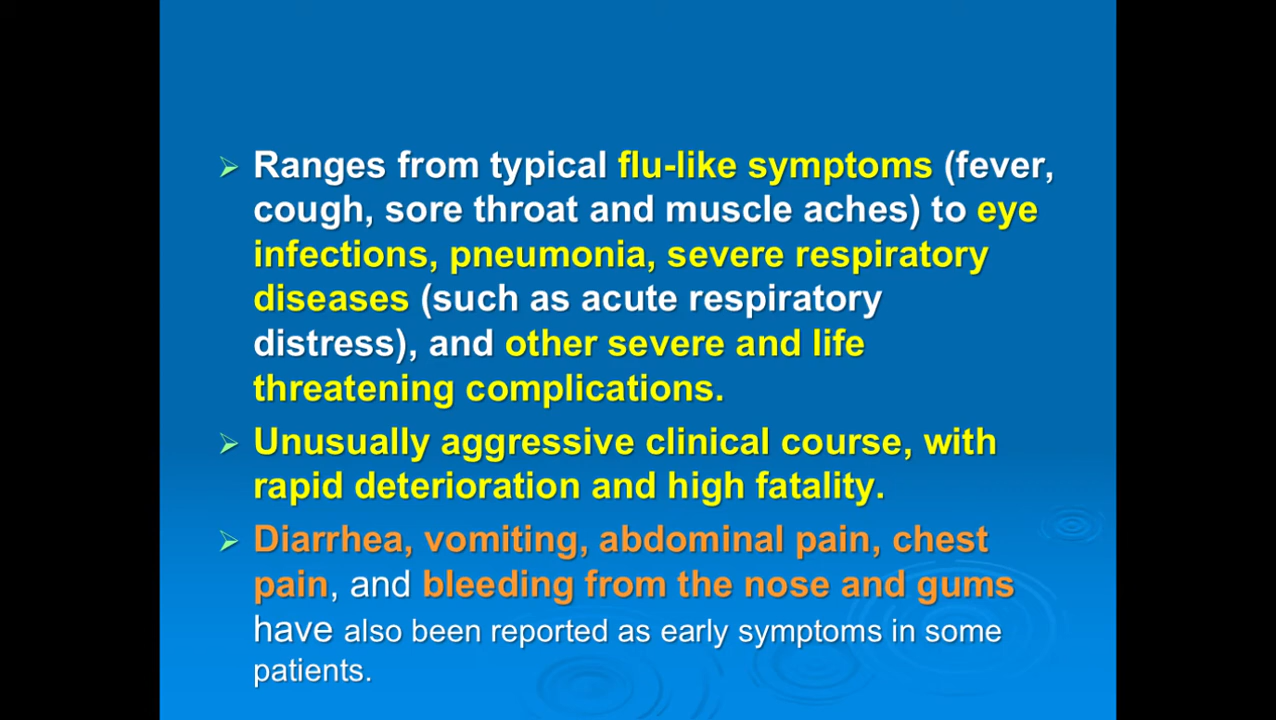 Ranges from typical flu-like symptoms (fever,
cough, sore throat and muscle aches) to eye
infections, pneumonia, severe respiratory
diseases (such as acute respiratory
distress), and other severe and life
threatening complications.
Unusually aggressive clinical course, with
rapid deterioration and high fatality.
Diarrhea, vomiting, abdominal pain, chest
pain, and bleeding from the nose and gums
have also been reported as early symptoms in some
patients.